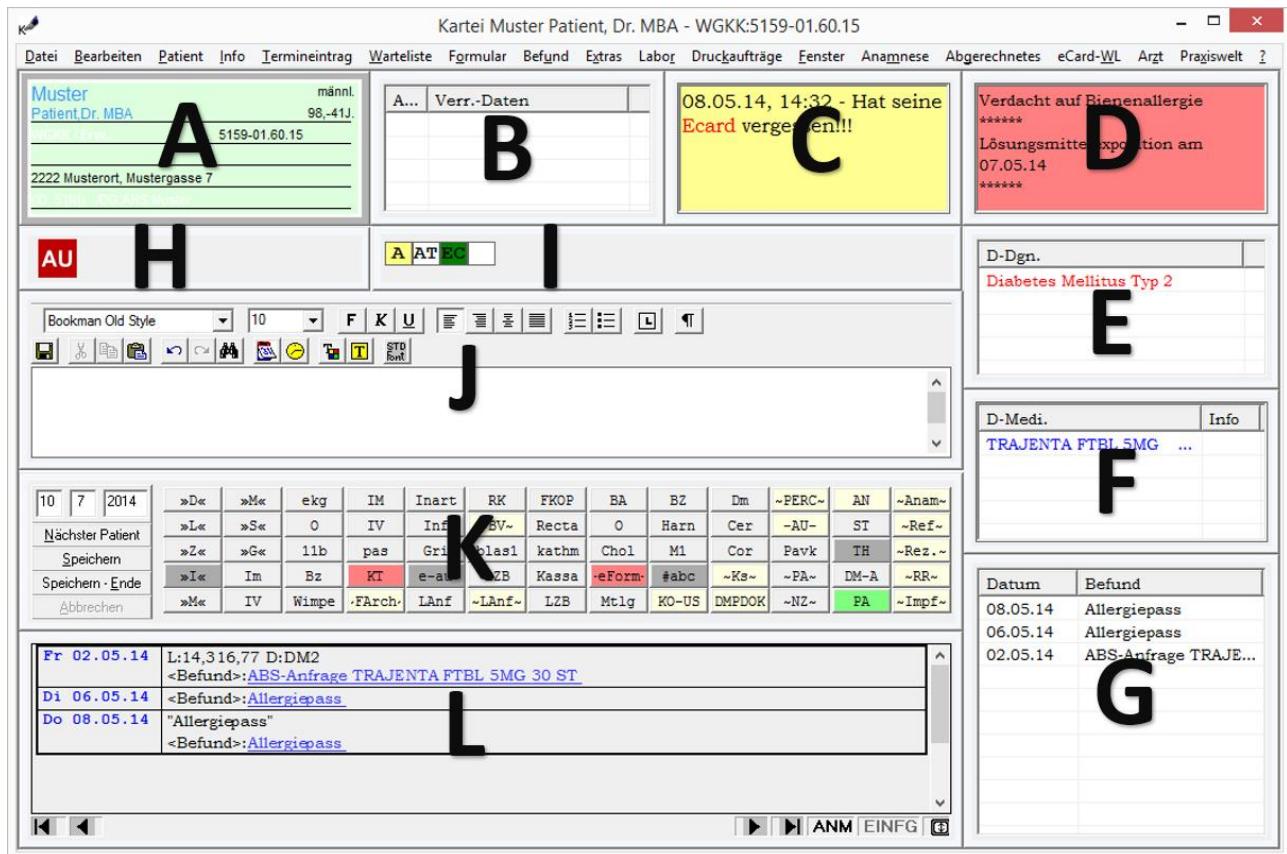 Kartei Muster Patient, Dr. MBA - WGKK:5159-01.60.15
Datei Bearbeiten Patient Info Termineintrag Warteliste Formular Befund Extras Labor Druckaufträge Fenster Anamnese Abgerechnetes eCard-WL Arzt Praxiswelt ?
Muster männl.
Patient,Dr. MBA 98,-41J.
5159-01.60.15
2222 Musterort, Mustergasse 7
A
A... Verr.-Daten
B
08.05.14, 14:32 - Hat seine
Ecard vergessen!!!
C
Verdacht auf Bienenallergie
******
Lösungsmittelexposition am
07.05.14
******
D
AU
H
A AT EC
I
D-Dgn.
Diabetes Mellitus Typ 2
E
Bookman Old Style 10 F K U L ¶
T STD Font
J
D-Medi. Info
TRAJENTA FTBL 5MG ...
F
10 7 2014
Nächster Patient
Speichern
Speichern - Ende
Abbrechen
»D« »M« ekg IM Inart RK FKOP BA BZ Dm ~PERC~ AN ~Anam~
»L« »S« O IV Inf BV~ Recta O Harn Cer -AU- ST ~Ref~
»Z« »G« 11b pas Gri blas1 kathm Chol M1 Cor Pavk TH ~Rez.~
»I« Im Bz KT e-au ZB Kassa -eForm- #abc ~Ks~ ~PA~ DM-A ~RR~
»M« IV Wimpe -FArch- LAnf ~LAnf~ LZB Mtlg KO-US DMPDOK ~NZ~ PA ~Impf~
K
Datum Befund
08.05.14 Allergiepass
06.05.14 Allergiepass
02.05.14 ABS-Anfrage TRAJE...
G
Fr 02.05.14 L:14,316,77 D:DM2
<Befund>:ABS-Anfrage TRAJENTA FTBL 5MG 30 ST
Di 06.05.14 <Befund>:Allergiepass
Do 08.05.14 "Allergiepass"
<Befund>:Allergiepass
L
ANM EINFG